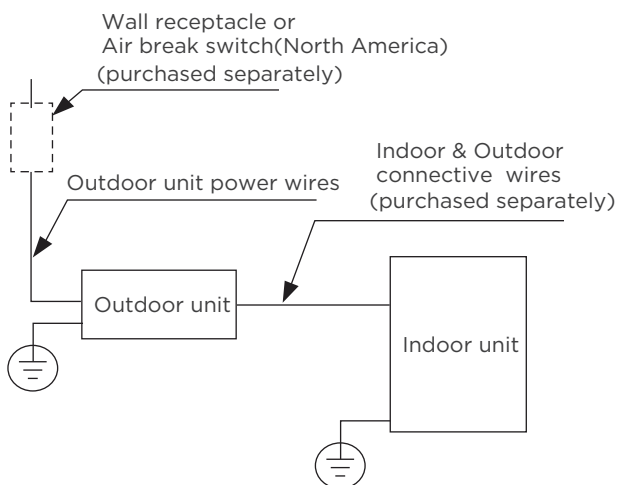 Wall receptacle or
Air break switch(North America)
(purchased separately)
Indoor & Outdoor
connective wires
(purchased separately)
Outdoor unit power wires
Outdoor unit
Indoor unit